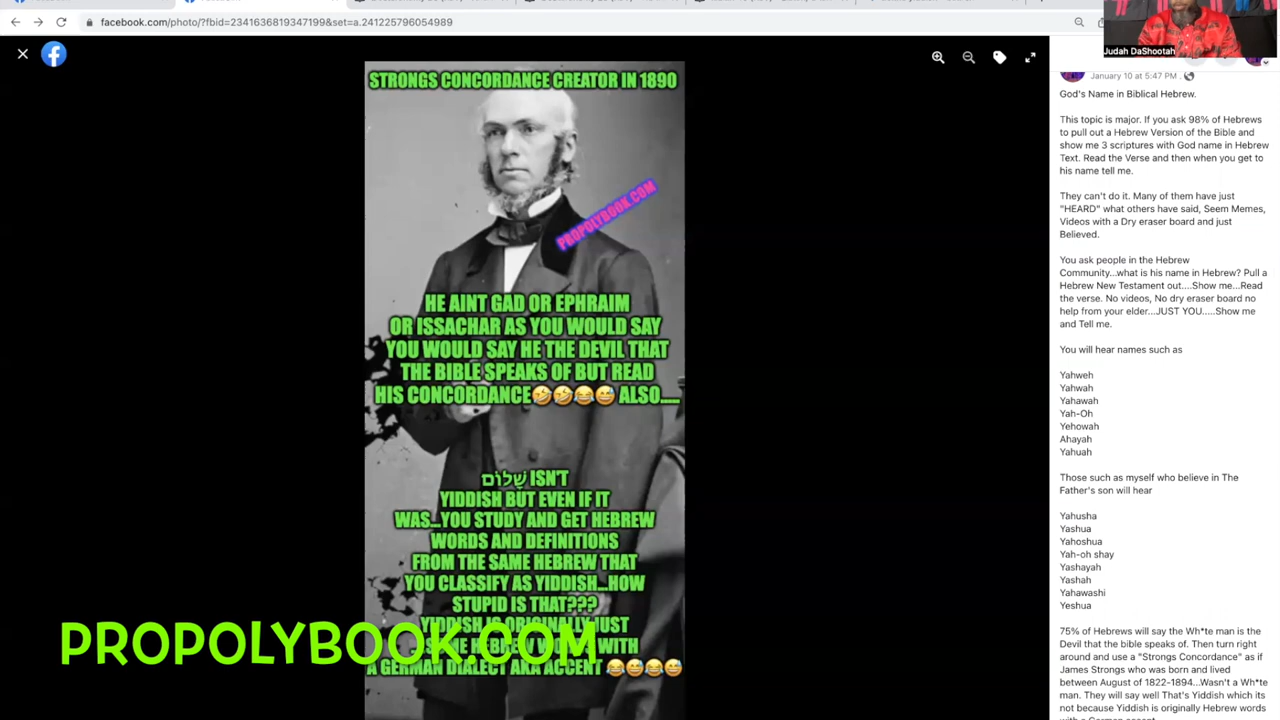 facebook.com/photo/?fbid=2341636819347199&set=a.241225796054989
Judah DaShootah
STRONGS CONCORDANCE CREATOR IN 1890
PROPOLYBOOK.COM
HE AINT GAD OR EPHRAIM
OR ISSACHAR AS YOU WOULD SAY
YOU WOULD SAY HE THE DEVIL THAT
THE BIBLE SPEAKS OF BUT READ
HIS CONCORDANCE🤣🤣😂😅 ALSO.....
שָׁלוֹם ISN'T
YIDDISH BUT EVEN IF IT
WAS...YOU STUDY AND GET HEBREW
WORDS AND DEFINITIONS
FROM THE SAME HEBREW THAT
YOU CLASSIFY AS YIDDISH...HOW
STUPID IS THAT???
YIDDISH IS ORIGINALLY JUST
HEBREW WITH
A GERMAN DIALECT AKA ACCENT 😂😅😂😅
PROPOLYBOOK.COM
January 10 at 5:47 PM ·
God's Name in Biblical Hebrew.
This topic is major. If you ask 98% of Hebrews
to pull out a Hebrew Version of the Bible and
show me 3 scriptures with God name in Hebrew
Text. Read the Verse and then when you get to
his name tell me.
They can't do it. Many of them have just
"HEARD" what others have said, Seem Memes,
Videos with a Dry eraser board and just
Believed.
You ask people in the Hebrew
Community...what is his name in Hebrew? Pull a
Hebrew New Testament out....Show me...Read
the verse. No videos, No dry eraser board no
help from your elder...JUST YOU.....Show me
and Tell me.
You will hear names such as
Yahweh
Yahwah
Yahawah
Yah-Oh
Yehowah
Ahayah
Yahuah
Those such as myself who believe in The
Father's son will hear
Yahusha
Yashua
Yahoshua
Yah-oh shay
Yashayah
Yashah
Yahawashi
Yeshua
75% of Hebrews will say the Wh*te man is the
Devil that the bible speaks of. Then turn right
around and use a "Strongs Concordance" as if
James Strongs who was born and lived
between August of 1822-1894...Wasn't a Wh*te
man. They will say well That's Yiddish which its
not because Yiddish is originally Hebrew words